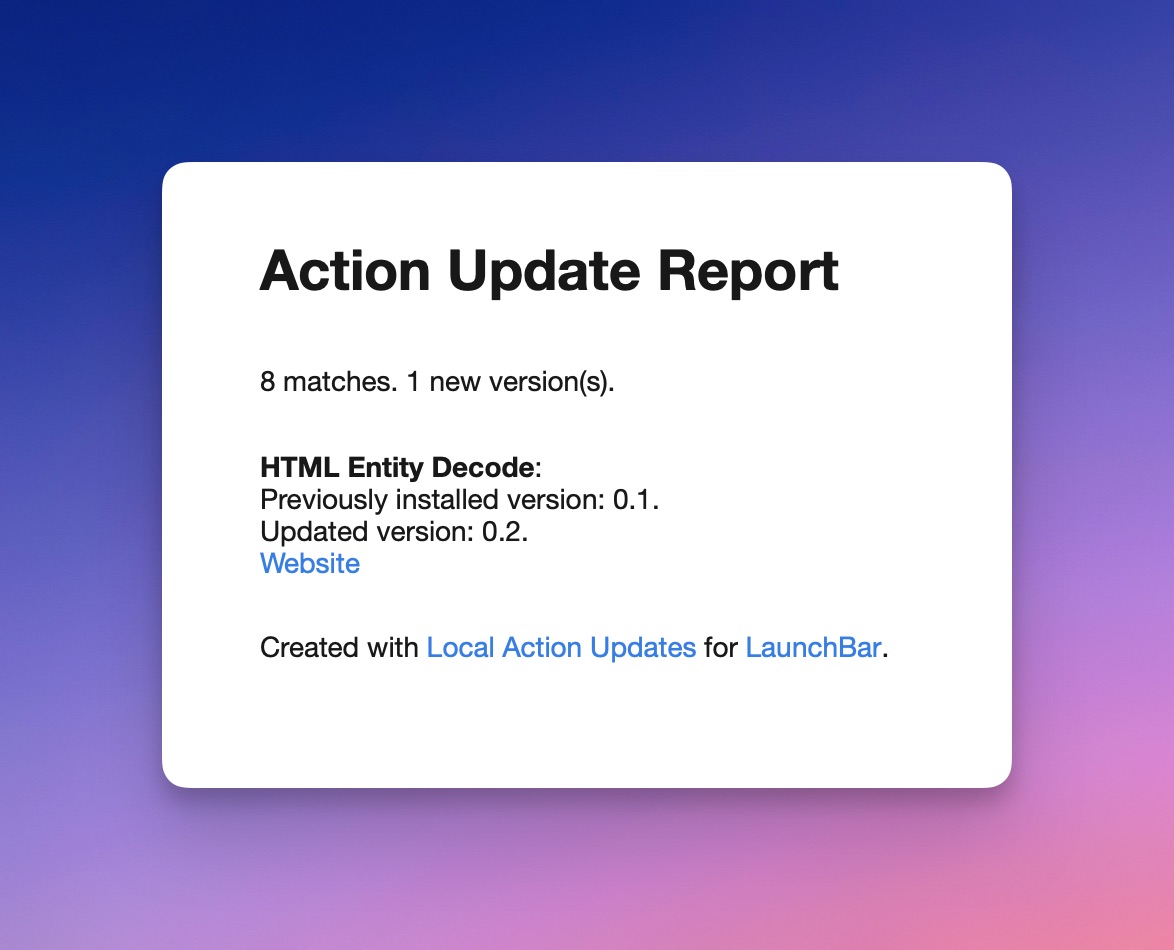 Action Update Report
8 matches. 1 new version(s).
HTML Entity Decode:
Previously installed version: 0.1.
Updated version: 0.2.
Website
Created with Local Action Updates for LaunchBar.